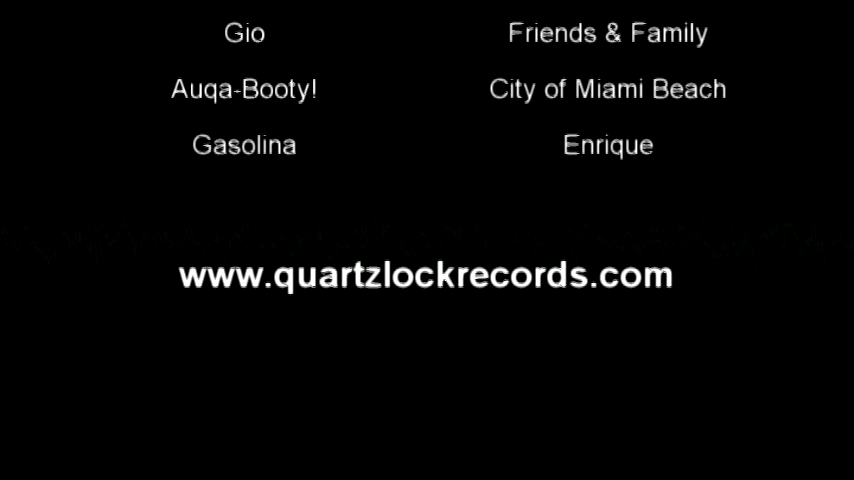 Gio Friends & Family
Auqa-Booty! City of Miami Beach
Gasolina Enrique
www.quartzlockrecords.com